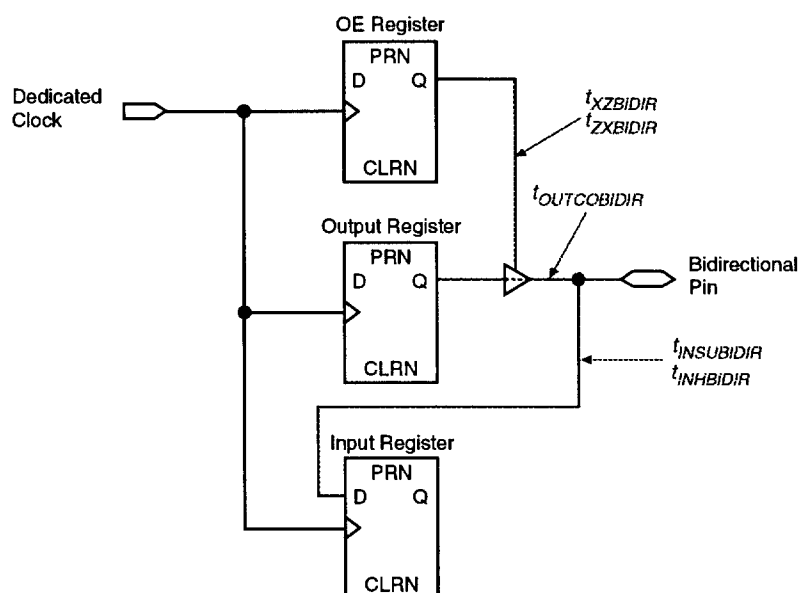 OE Register
PRN
D Q
CLRN
Dedicated
Clock
tXZBIDIR
tZXBIDIR
tOUTCOBIDIR
Output Register
PRN
D Q
CLRN
Bidirectional
Pin
tINSUBIDIR
tINHBIDIR
Input Register
PRN
D Q
CLRN